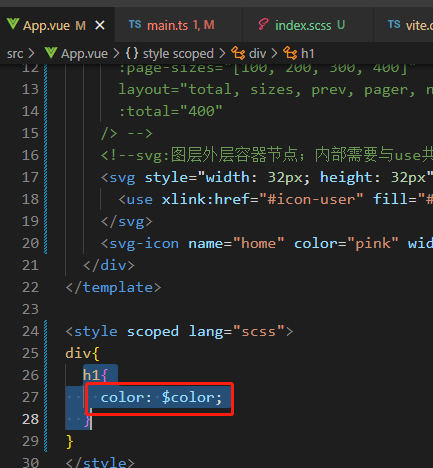 App.vue M × main.ts 1, M index.scss U vite.c
src > App.vue > style scoped > div > h1
12 :page-sizes="[100, 200, 300, 400]"
13 layout="total, sizes, prev, pager, n
14 :total="400"
15 /> -->
16 <!--svg:图层外层容器节点；内部需要与use共
17 <svg style="width: 32px; height: 32px"
18 <use xlink:href="#icon-user" fill="#
19 </svg>
20 <svg-icon name="home" color="pink" wid
21 </div>
22 </template>
23
24 <style scoped lang="scss">
25 div{
26 h1{
27 color: $color;
28 }
29 }
30 </style>